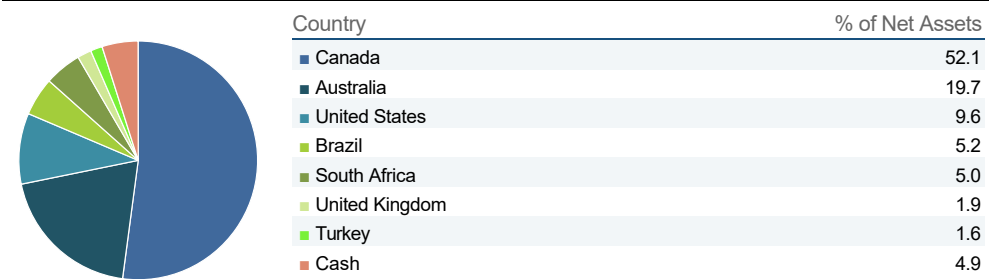 Country % of Net Assets
Canada 52.1
Australia 19.7
United States 9.6
Brazil 5.2
South Africa 5.0
United Kingdom 1.9
Turkey 1.6
Cash 4.9